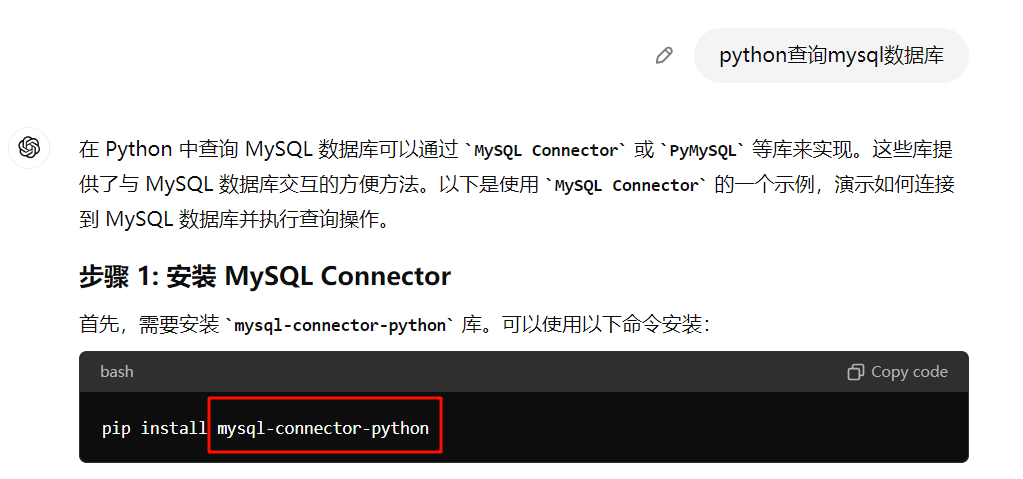 python查询mysql数据库
在 Python 中查询 MySQL 数据库可以通过 `MySQL Connector` 或 `PyMySQL` 等库来实现。这些库提
供了与 MySQL 数据库交互的方便方法。以下是使用 `MySQL Connector` 的一个示例，演示如何连接
到 MySQL 数据库并执行查询操作。
步骤 1: 安装 MySQL Connector
首先，需要安装 `mysql-connector-python` 库。可以使用以下命令安装：
bash Copy code
pip install mysql-connector-python